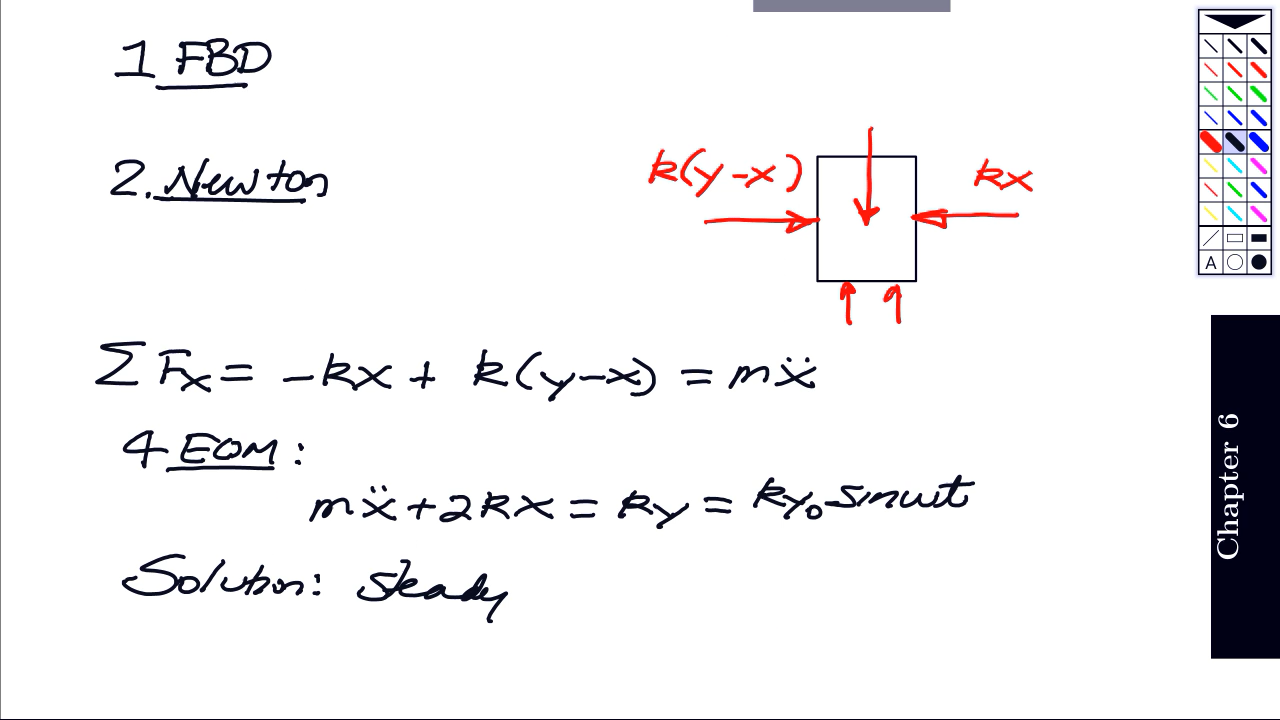 1 FBD
2. Newton
k(y-x)
kx
ΣFx = -kx + k(y-x) = mẍ
4 EOM:
mẍ + 2kx = ky = ky₀ sinωt
Solution: Steady
A
Chapter 6